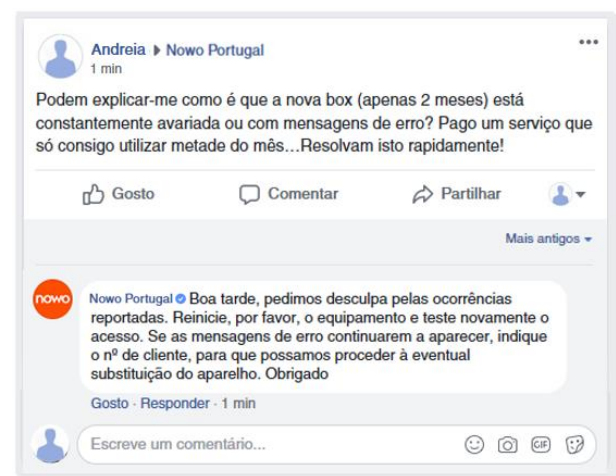 Andreia ▸ Nowo Portugal
1 min
Podem explicar-me como é que a nova box (apenas 2 meses) está
constantemente avariada ou com mensagens de erro? Pago um serviço que
só consigo utilizar metade do mês…Resolvam isto rapidamente!
Gosto Comentar Partilhar
Mais antigos
nowo
Nowo Portugal Boa tarde, pedimos desculpa pelas ocorrências
reportadas. Reinicie, por favor, o equipamento e teste novamente o
acesso. Se as mensagens de erro continuarem a aparecer, indique
o nº de cliente, para que possamos proceder à eventual
substituição do aparelho. Obrigado
Gosto · Responder · 1 min
Escreve um comentário...
GIF